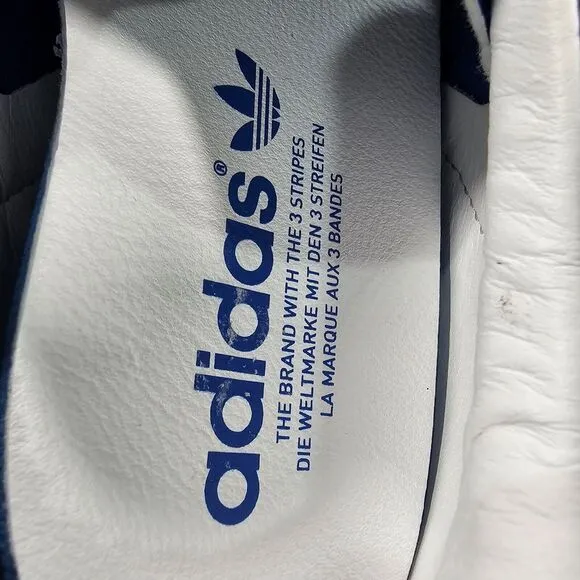 adidas®
THE BRAND WITH THE 3 STRIPES
DIE WELTMARKE MIT DEN 3 STREIFEN
LA MARQUE AUX 3 BANDES